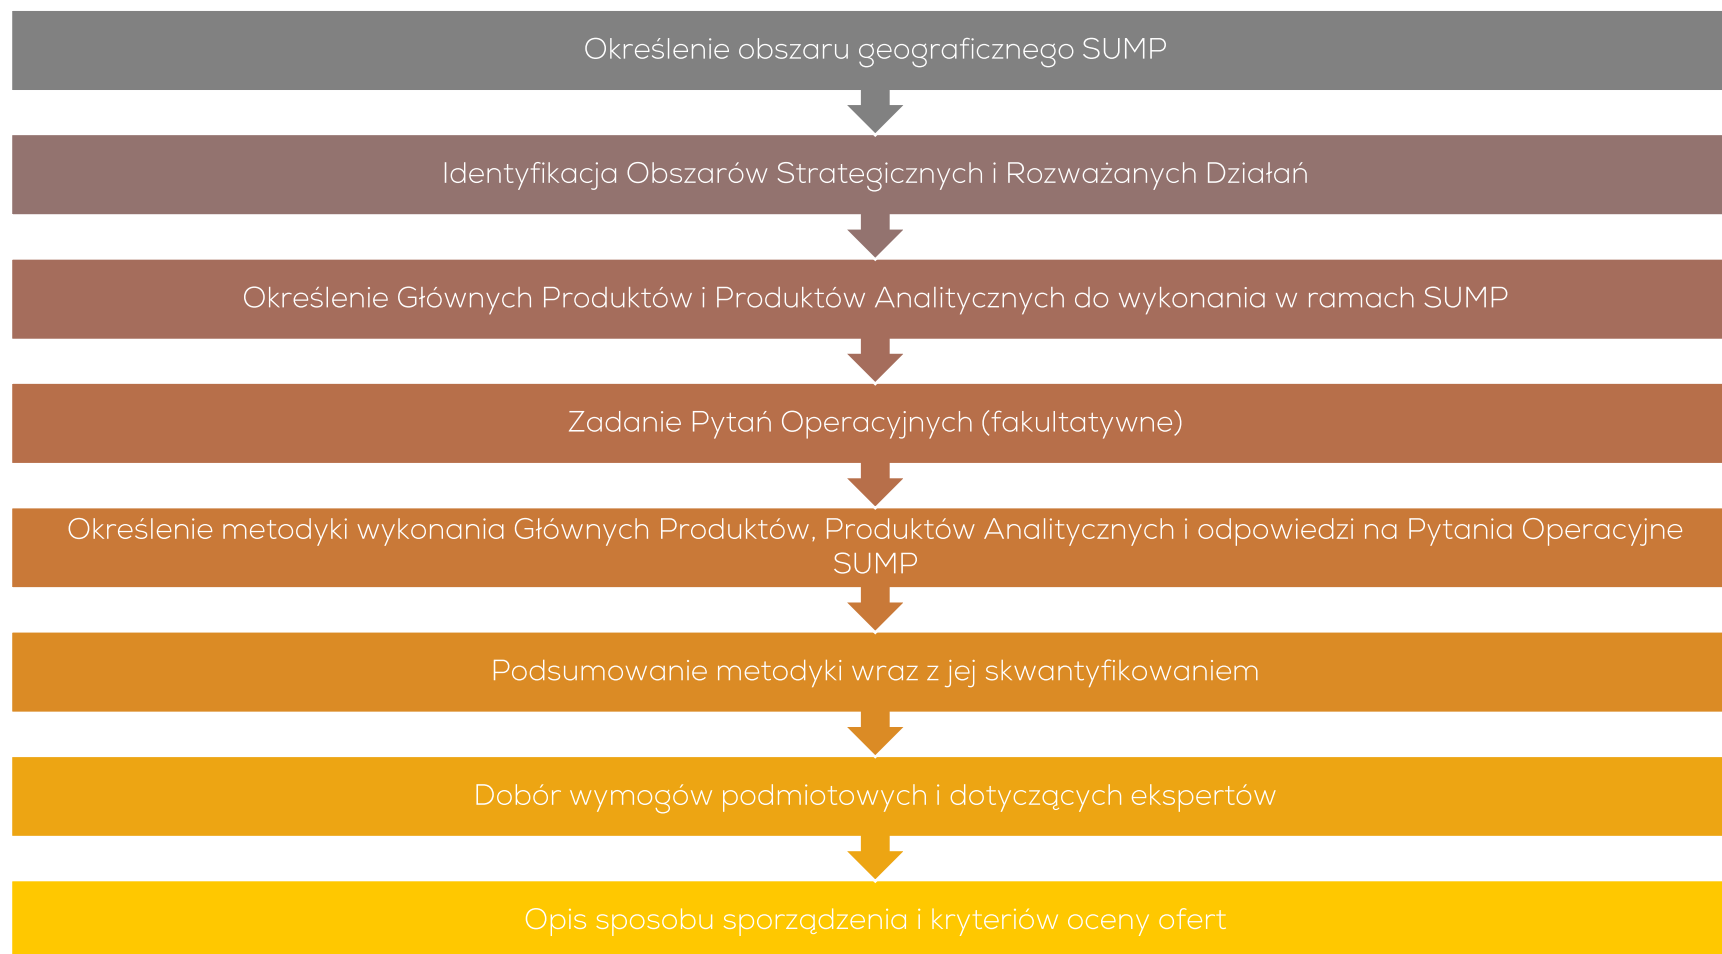 Określenie obszaru geograficznego SUMP
Identyfikacja Obszarów Strategicznych i Rozważanych Działań
Określenie Głównych Produktów i Produktów Analitycznych do wykonania w ramach SUMP
Zadanie Pytań Operacyjnych (fakultatywne)
Określenie metodyki wykonania Głównych Produktów, Produktów Analitycznych i odpowiedzi na Pytania Operacyjne
SUMP
Podsumowanie metodyki wraz z jej skwantyfikowaniem
Dobór wymogów podmiotowych i dotyczących ekspertów
Opis sposobu sporządzenia i kryteriów oceny ofert